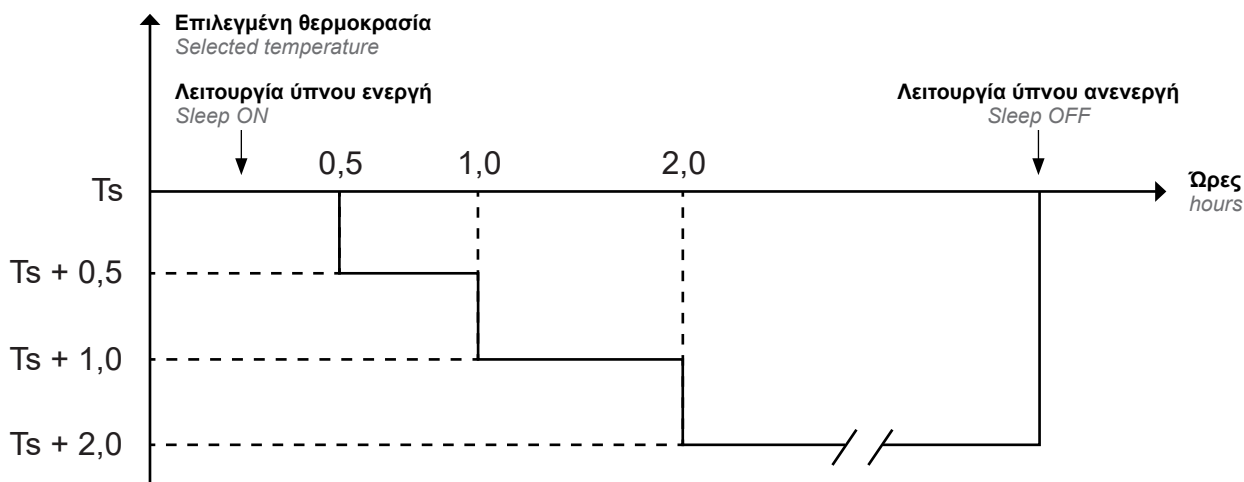 Επιλεγμένη θερμοκρασία
Selected temperature
Λειτουργία ύπνου ενεργή
Sleep ON
Λειτουργία ύπνου ανενεργή
Sleep OFF
0,5
1,0
2,0
Ts
Ώρες
hours
Ts + 0,5
Ts + 1,0
Ts + 2,0